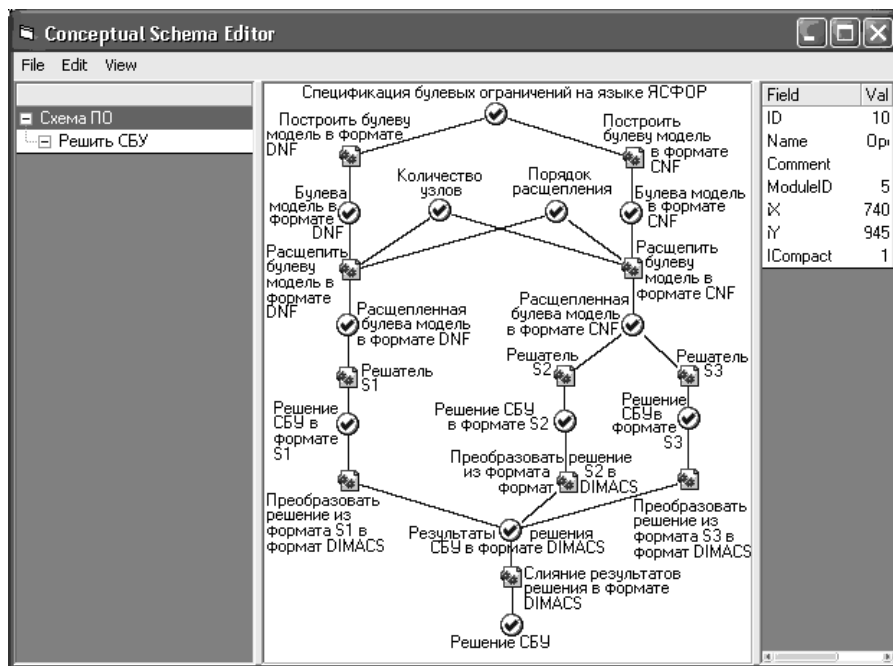 Conceptual Schema Editor
File Edit View
Схема ПО
Решить СБУ
Спецификация булевых ограничений на языке ЯСФОР
Построить булеву
модель в формате
DNF
Построить
булеву модель
в формате
CNF
Количество
узлов
Порядок
расщепления
Булева
модель в
формате
DNF
Булева модель
в формате
CNF
Расщепить
булеву
модель в
формате
DNF
Расщепить
булеву
модель в
формате CNF
Расщепленная
булева модель
в формате DNF
Расщепленная
булева модель
в формате CNF
Решатель
S1
Решатель
S2
Решатель
S3
Решение
СБУ в
формате
S1
Решение СБУ
в формате S2
Решение
СБУ в
формате
S3
Преобразовать решение
из формата S2 в
формат DIMACS
Преобразовать
решение из
формата S1 в
формат DIMACS
Преобразовать
решение из
формата S3 в
формат DIMACS
Результаты решения
СБУ в формате DIMACS
Слияние результатов
решения в формате
DIMACS
Решение СБУ
Field Val
ID 10
Name Опе
Comment
ModuleID 5
iX 740
iY 945
ICompact 1